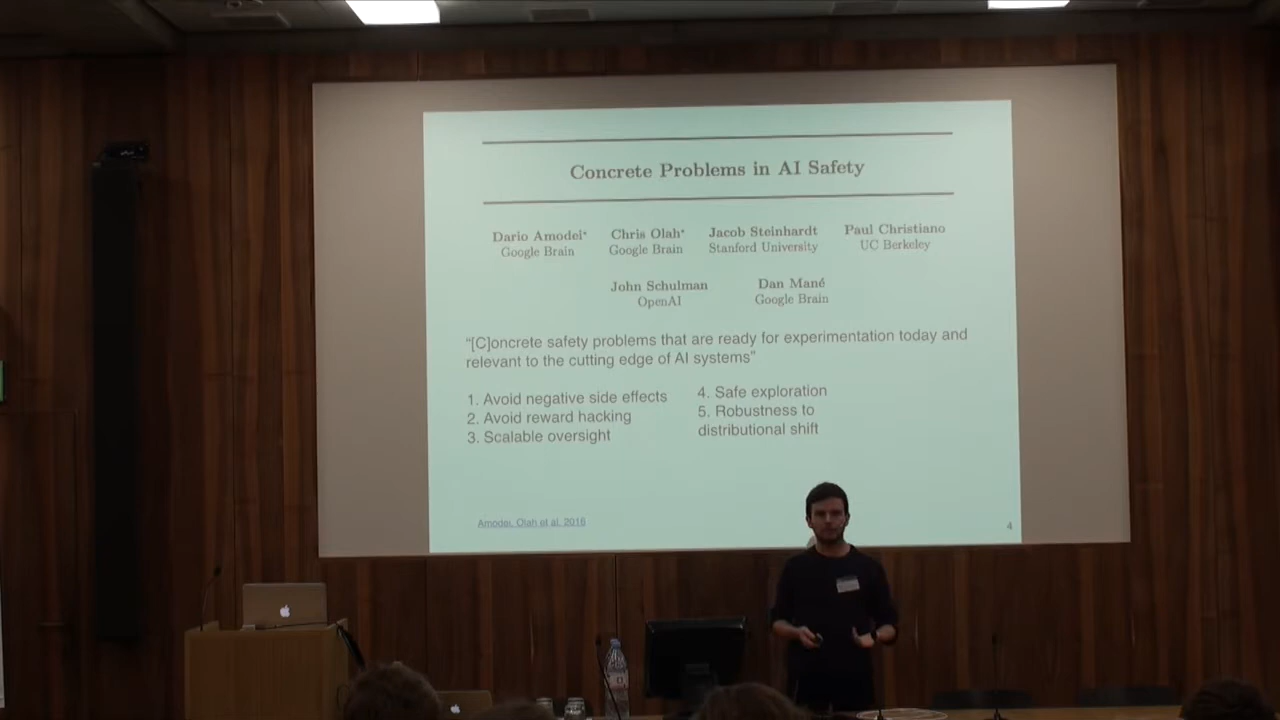 Concrete Problems in AI Safety
Dario Amodei*
Google Brain
Chris Olah*
Google Brain
Jacob Steinhardt
Stanford University
Paul Christiano
UC Berkeley
John Schulman
OpenAI
Dan Mané
Google Brain
“[C]oncrete safety problems that are ready for experimentation today and
relevant to the cutting edge of AI systems”
1. Avoid negative side effects
2. Avoid reward hacking
3. Scalable oversight
4. Safe exploration
5. Robustness to
distributional shift
Amodei, Olah et al. 2016
4